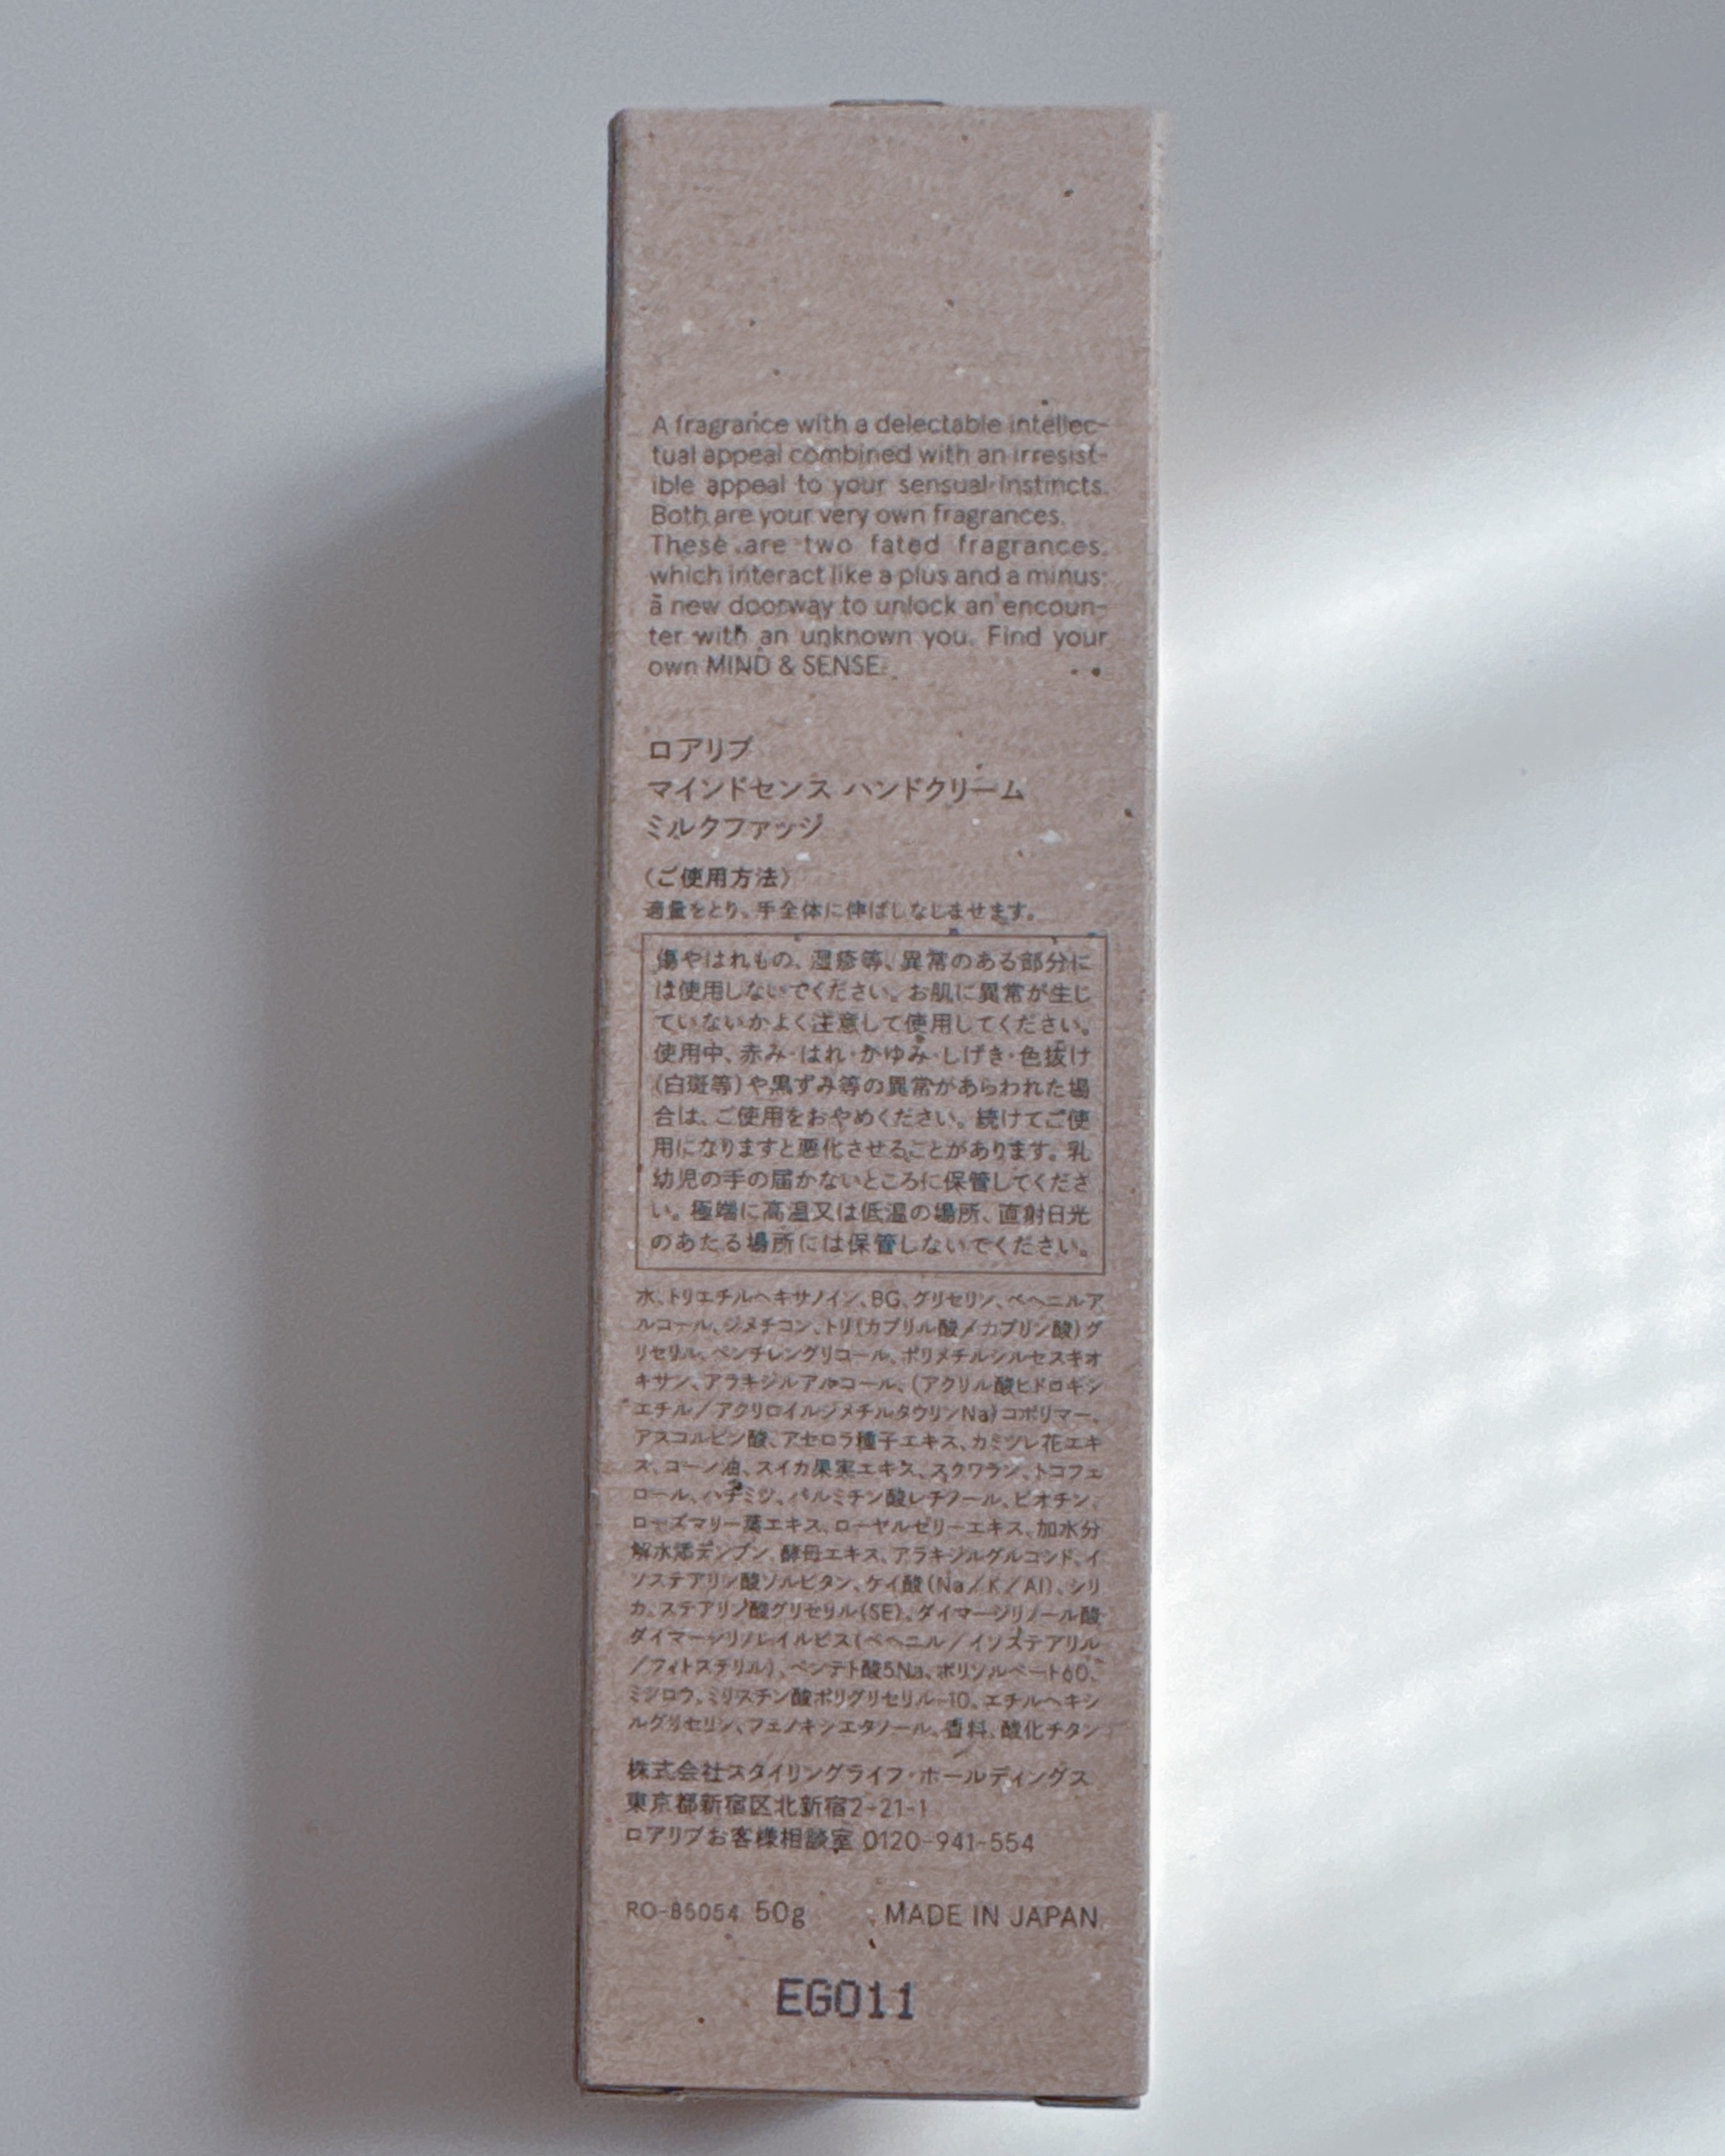 A fragrance with a delectable intellec-
tual appeal combined with an irresist-
ible appeal to your sensual instincts.
Both are your very own fragrances.
These are two fated fragrances,
which interact like a plus and a minus:
a new doorway to unlock an encoun-
ter with an unknown you. Find your
own MIND & SENSE.
ロアリブ
マインドセンス ハンドクリーム
ミルクファッジ
〈ご使用方法〉
適量をとり、手全体に伸ばしなじませます。
傷やはれもの、湿疹等、異常のある部分に
は使用しないでください。お肌に異常が生じ
ていないかよく注意して使用してください。
使用中、赤み・はれ・かゆみ・しげき・色抜け
(白斑等)や黒ずみ等の異常があらわれた場
合は、ご使用をおやめください。続けてご使
用になりますと悪化させることがあります。乳
幼児の手の届かないところに保管してくださ
い。極端に高温又は低温の場所、直射日光
のあたる場所には保管しないでください。
水、トリエチルヘキサノイン、BG、グリセリン、ベヘニルア
ルコール、ジメチコン、トリ(カプリル酸/カプリン酸)グ
リセリル、ペンチレングリコール、ポリメチルシルセスキオ
キサン、アラキジルアルコール、(アクリル酸ヒドロキシ
エチル/アクリロイルジメチルタウリンNa)コポリマー、
アスコルビン酸、アセロラ種子エキス、カミツレ花エキ
ス、コーン油、スイカ果実エキス、スクワラン、トコフェ
ロール、ハチミツ、パルミチン酸レチノール、ビオチン、
ローズマリー葉エキス、ローヤルゼリーエキス、加水分
解水添デンプン、酵母エキス、アラキジルグルコシド、イ
ソステアリン酸ソルビタン、ケイ酸(Na/K/Al)、シリ
カ、ステアリン酸グリセリル(SE)、ダイマージリノール酸
ダイマージリノレイルビス(ベヘニル/イソステアリル
/フィトステリル)、ペンテト酸5Na、ポリソルベート60、
ミツロウ、ミリスチン酸ポリグリセリル-10、エチルヘキシ
ルグリセリン、フェノキシエタノール、香料、酸化チタン
株式会社スタイリングライフ・ホールディングス
東京都新宿区北新宿2-21-1
ロアリブお客様相談室 0120-941-554
RO-85054 50g MADE IN JAPAN
EGO11